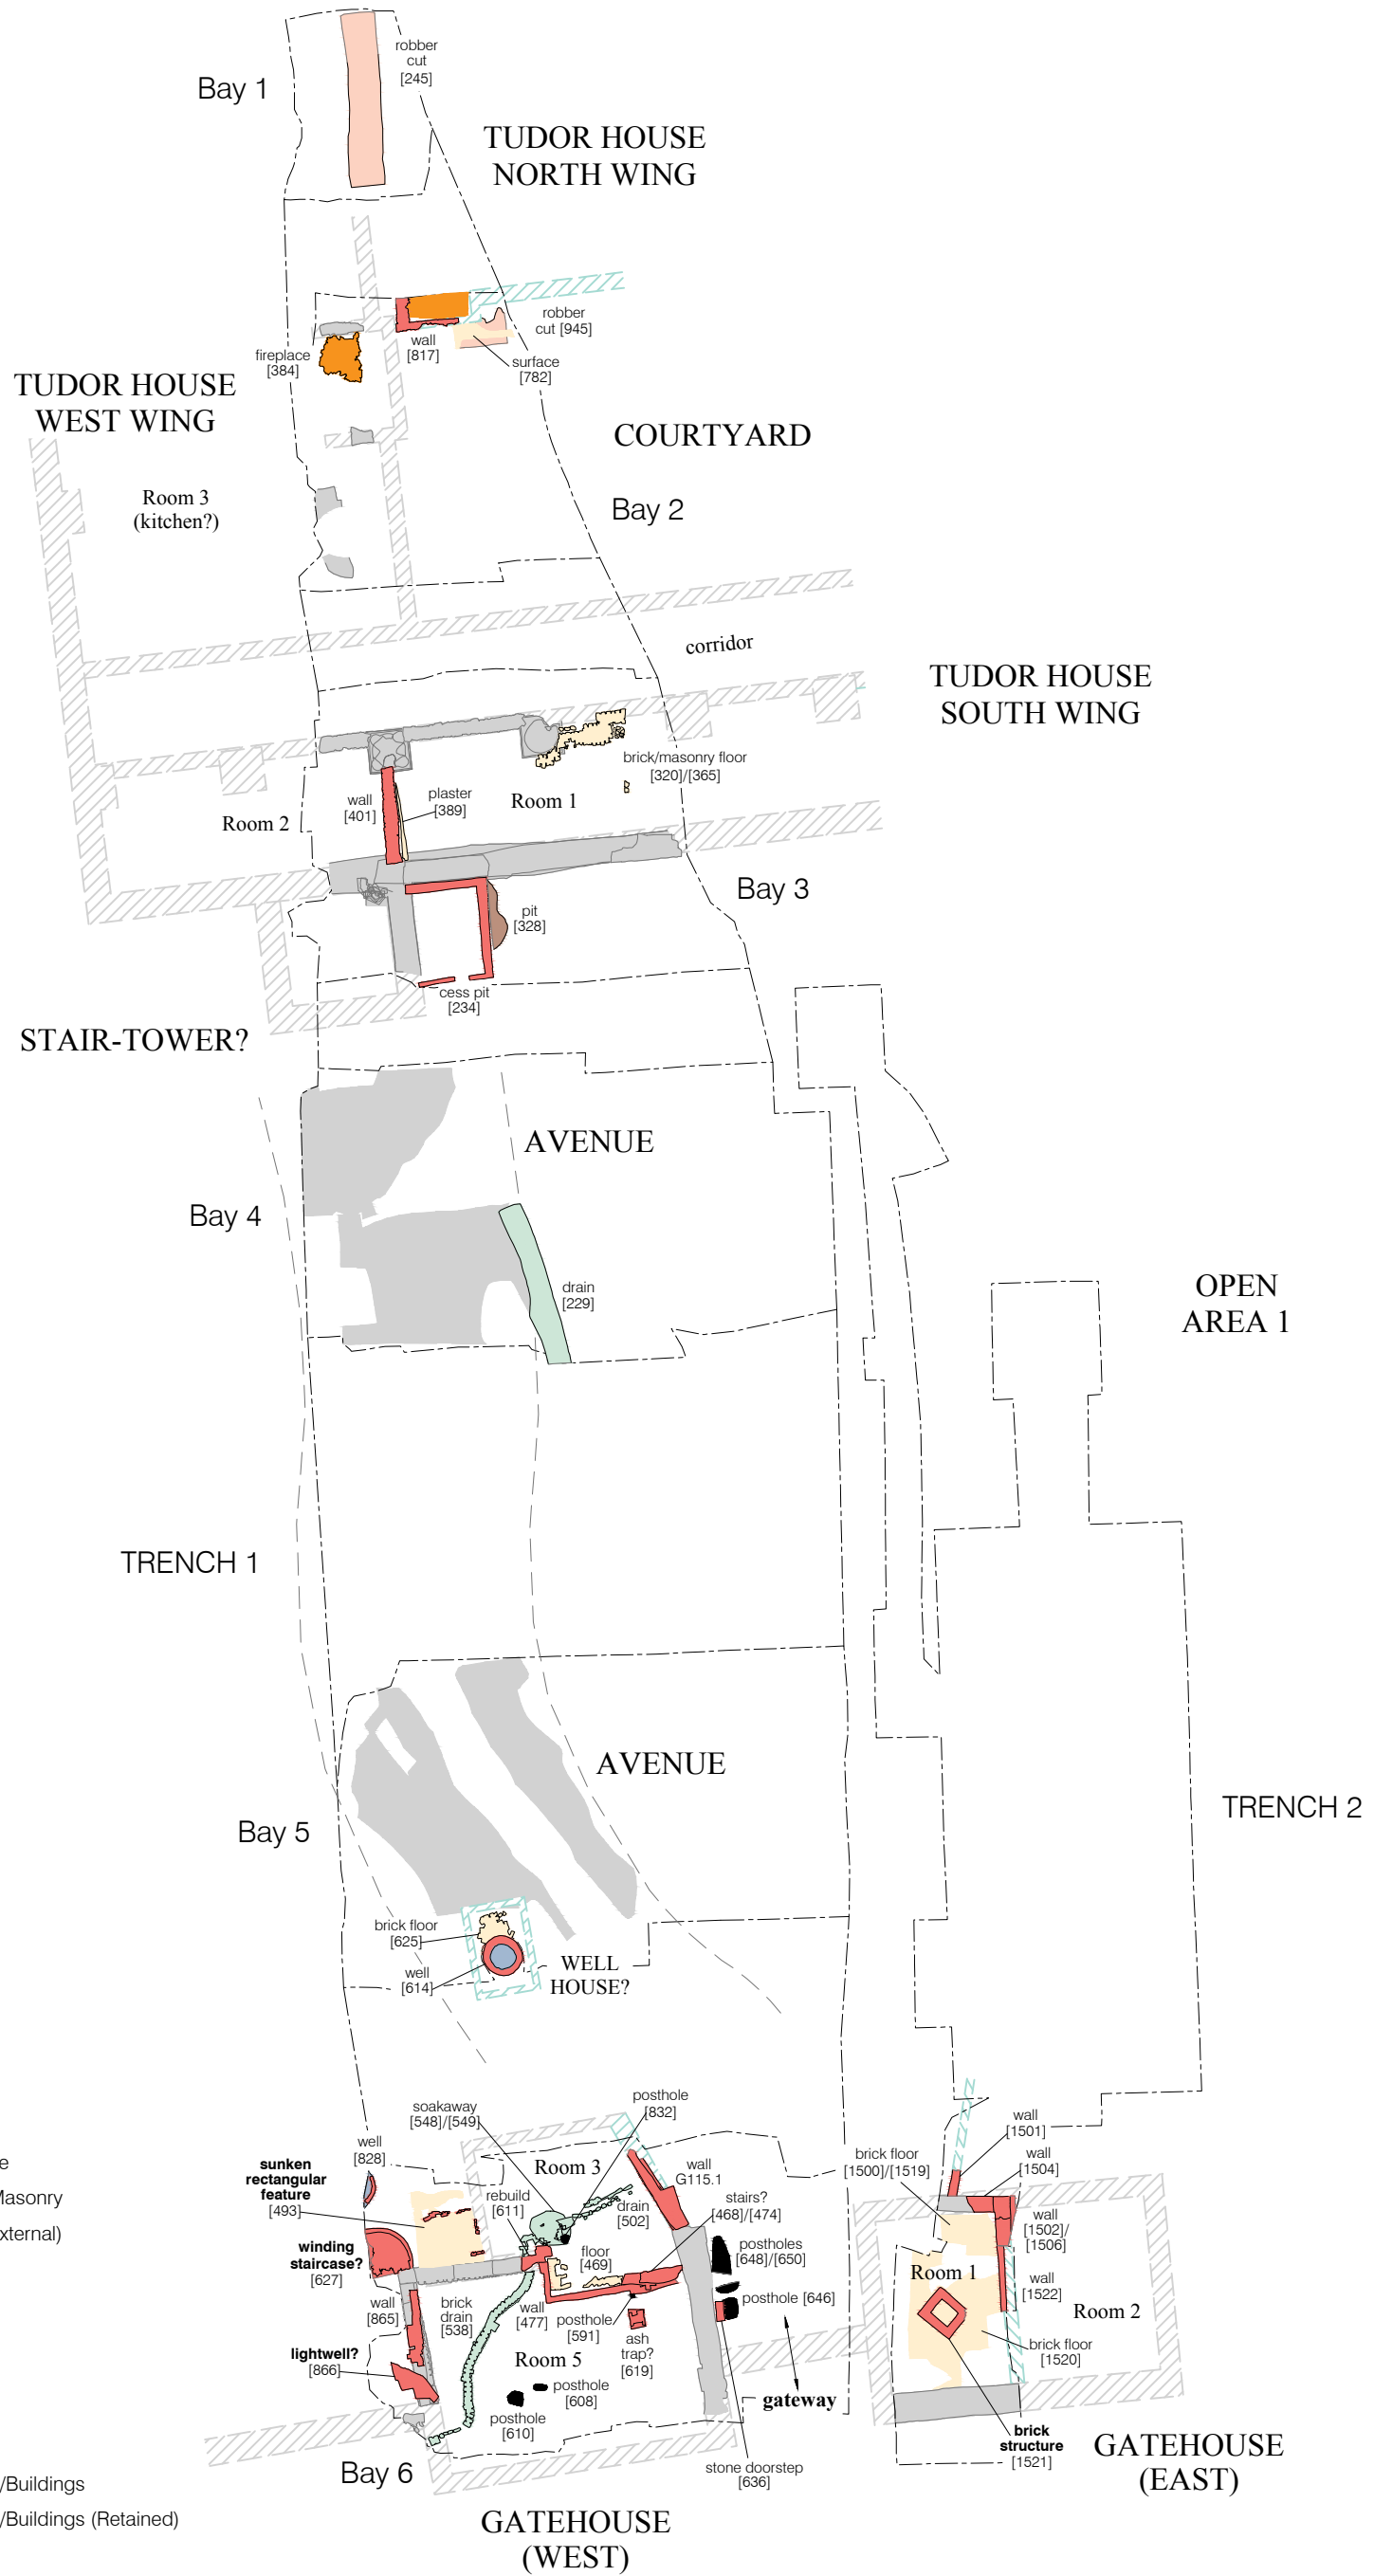 robber
cut
[245]
Bay 1
TUDOR HOUSE
NORTH WING
robber
cut [945]
wall
[817]
surface
[782]
fireplace
[384]
TUDOR HOUSE
WEST WING
COURTYARD
Room 3
(kitchen?)
Bay 2
corridor
TUDOR HOUSE
SOUTH WING
brick/masonry floor
[320]/[365]
plaster
[389]
wall
[401]
Room 1
Room 2
Bay 3
pit
[328]
cess pit
[234]
STAIR-TOWER?
AVENUE
Bay 4
drain
[229]
OPEN
AREA 1
TRENCH 1
AVENUE
TRENCH 2
Bay 5
brick floor
[625]
well
[614]
WELL
HOUSE?
posthole
[832]
soakaway
[548]/[549]
well
[828]
sunken
rectangular
feature
[493]
Room 3
wall
G115.1
rebuild
[611]
drain
[502]
stairs?
[468]/[474]
floor
[469]
postholes
[648]/[650]
winding
staircase?
[627]
wall
[865]
brick
drain
[538]
wall
[477]
posthole
[591]
posthole [646]
ash
trap?
[619]
lightwell?
[866]
Room 5
posthole
[608]
posthole
[610]
gateway
stone doorstep
[636]
Bay 6
GATEHOUSE
(WEST)
wall
[1501]
brick floor
[1500]/[1519]
wall
[1504]
wall
[1502]/
[1506]
Room 1
wall
[1522]
Room 2
brick floor
[1520]
brick
structure
[1521]
GATEHOUSE
(EAST)
e
Masonry
xternal)
/Buildings
/Buildings (Retained)